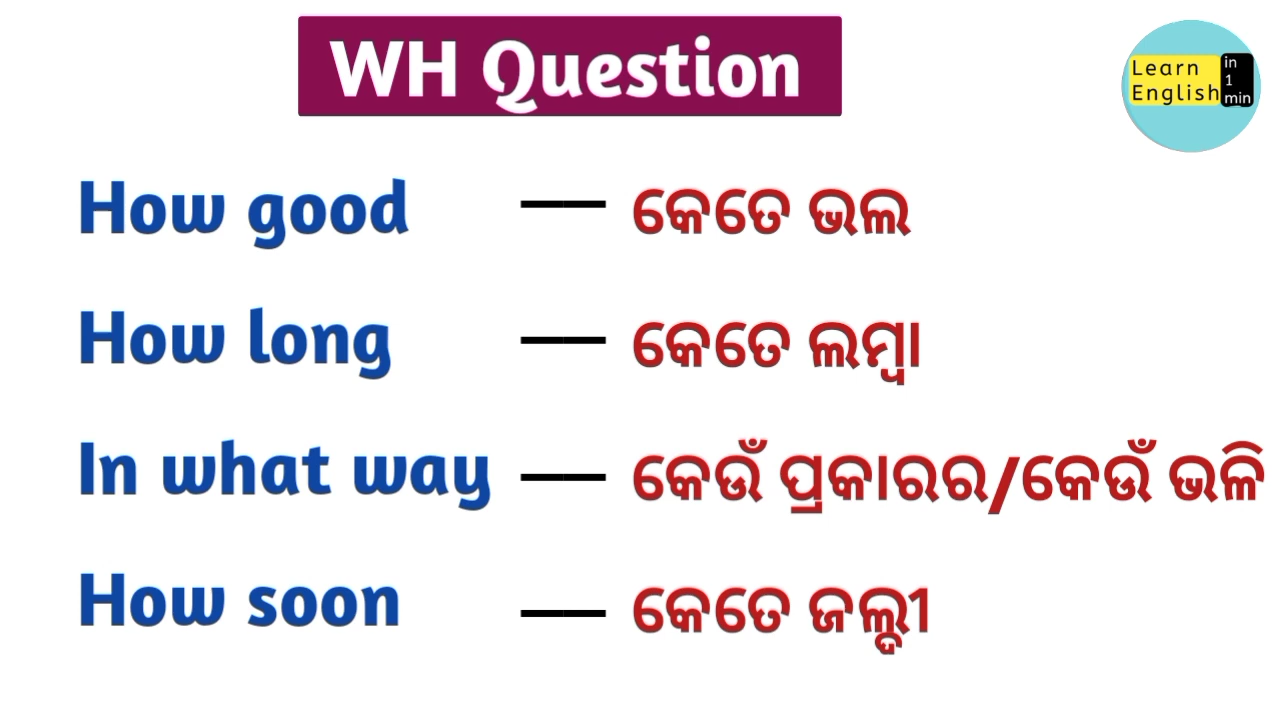 WH Question
Learn English in 1 min
How good — କେତେ ଭଲ
How long — କେତେ ଲମ୍ବା
In what way — କେଉଁ ପ୍ରକାରର/କେଉଁ ଭଳି
How soon — କେତେ ଜଲ୍ଦୀ